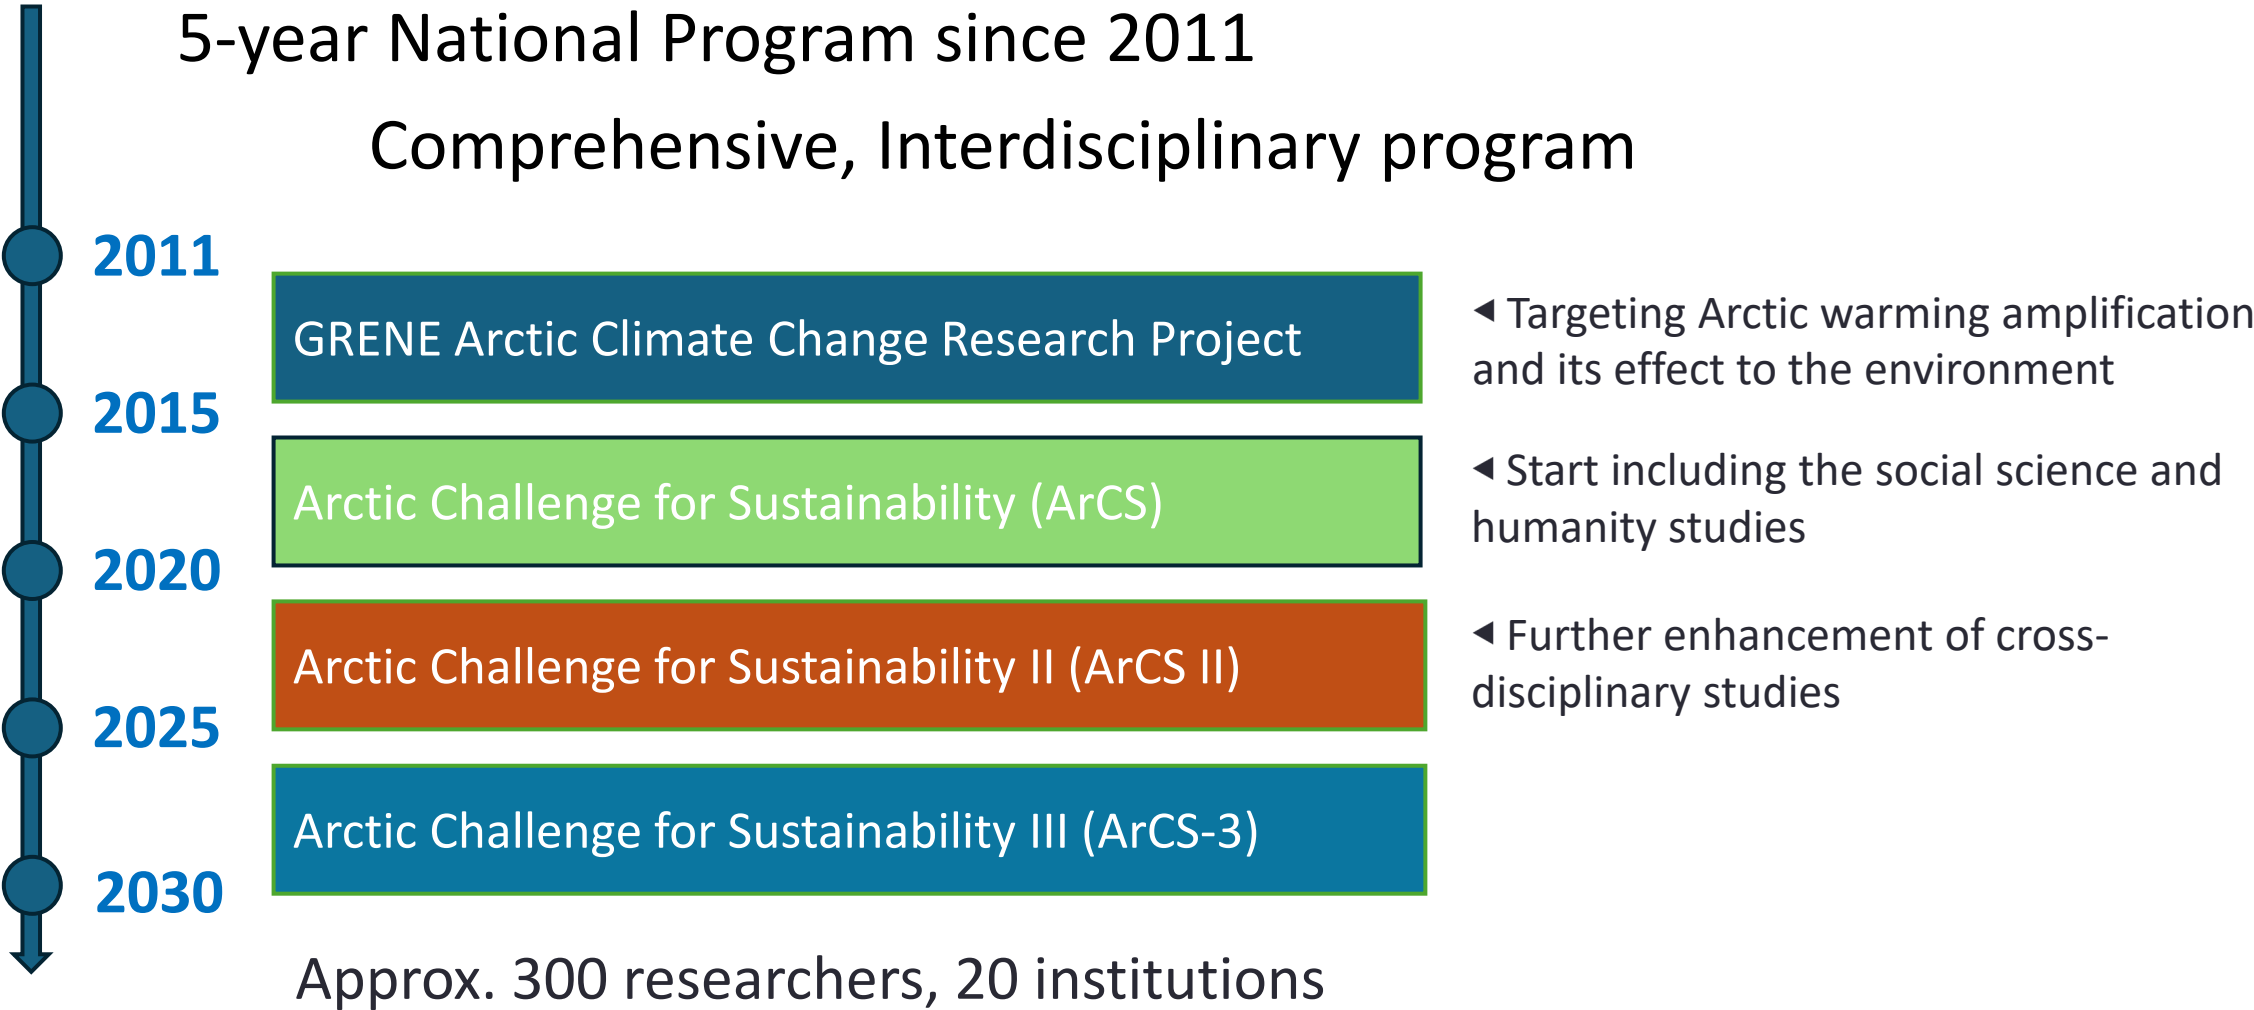 5-year National Program since 2011
Comprehensive, Interdisciplinary program
2011
GRENE Arctic Climate Change Research Project
◄ Targeting Arctic warming amplification
and its effect to the environment
2015
Arctic Challenge for Sustainability (ArCS)
◄ Start including the social science and
humanity studies
2020
Arctic Challenge for Sustainability II (ArCS II)
◄ Further enhancement of cross-
disciplinary studies
2025
Arctic Challenge for Sustainability III (ArCS-3)
2030
Approx. 300 researchers, 20 institutions